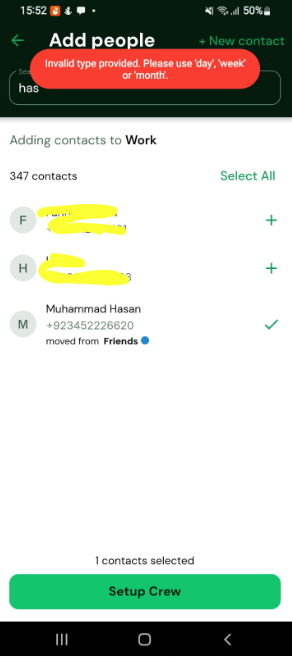 15:52
50%
Add people
+ New contact
Invalid type provided. Please use 'day', 'week'
or 'month'.
has
Adding contacts to Work
347 contacts
Select All
F
H
M
Muhammad Hasan
+923452226620
moved from Friends
1 contacts selected
Setup Crew